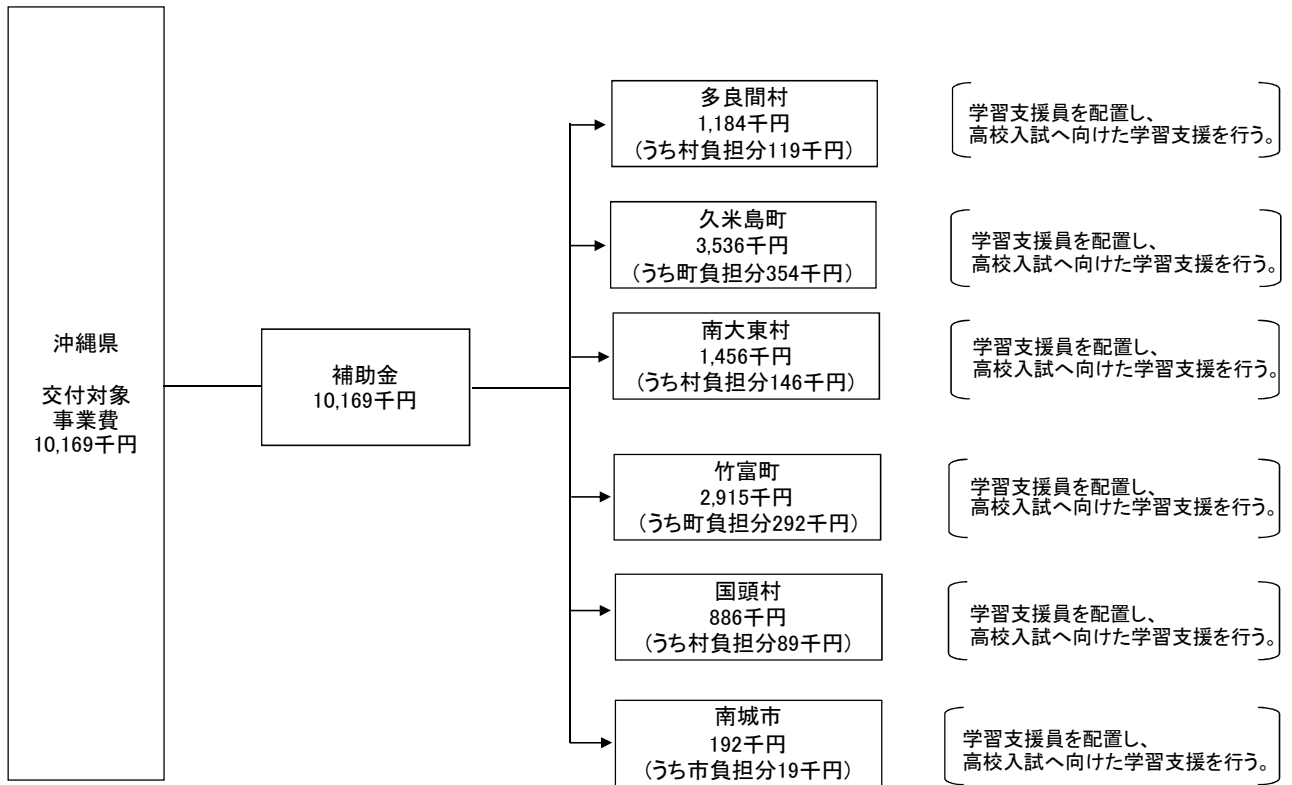 沖縄県
交付対象
事業費
10,169千円
補助金
10,169千円
多良間村
1,184千円
(うち村負担分119千円)
学習支援員を配置し、
高校入試へ向けた学習支援を行う。
久米島町
3,536千円
(うち町負担分354千円)
学習支援員を配置し、
高校入試へ向けた学習支援を行う。
南大東村
1,456千円
(うち村負担分146千円)
学習支援員を配置し、
高校入試へ向けた学習支援を行う。
竹富町
2,915千円
(うち町負担分292千円)
学習支援員を配置し、
高校入試へ向けた学習支援を行う。
国頭村
886千円
(うち村負担分89千円)
学習支援員を配置し、
高校入試へ向けた学習支援を行う。
南城市
192千円
(うち市負担分19千円)
学習支援員を配置し、
高校入試へ向けた学習支援を行う。